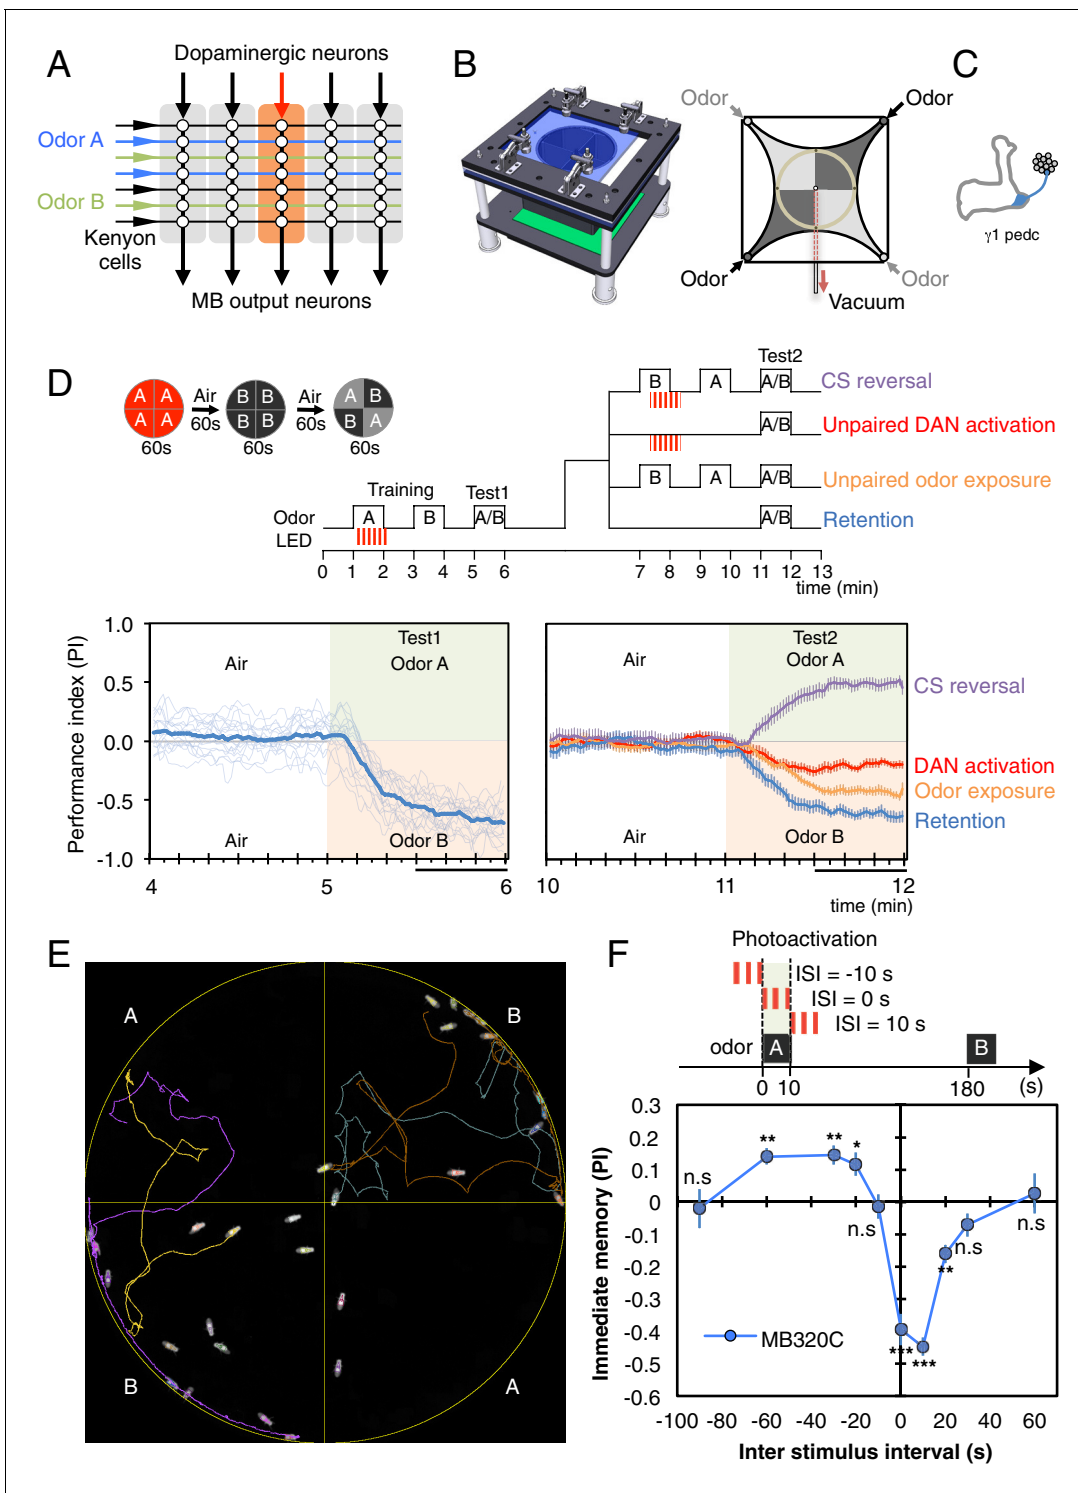 A
Dopaminergic neurons
Odor A
Odor B
Kenyon
cells
MB output neurons
B
Odor
Odor
Odor
Odor
Vacuum
C
γ1 pedc
D
A A
A A
60s
Air
60s
B B
B B
60s
Air
60s
A B
B A
60s
Training
Test1
Odor
LED
A
B
A/B
Test2
B
A
A/B
CS reversal
A/B
Unpaired DAN activation
B
A
A/B
Unpaired odor exposure
A/B
Retention
0 1 2 3 4 5 6 7 8 9 10 11 12 13
time (min)
Performance index (PI)
1.0
0.5
0.0
-0.5
-1.0
Test1
Air
Odor A
Air
Odor B
4 5 6
Test2
Air
Odor A
Air
Odor B
10 11 12
time (min)
CS reversal
DAN activation
Odor exposure
Retention
E
A
B
B
A
F
Photoactivation
ISI = -10 s
ISI = 0 s
ISI = 10 s
odor
A
B
0 10 180 (s)
Immediate memory (PI)
0.3
0.2
0.1
0
-0.1
-0.2
-0.3
-0.4
-0.5
-0.6
n.s
**
**
*
n.s
***
***
**
n.s
n.s
MB320C
-100 -80 -60 -40 -20 0 20 40 60
Inter stimulus interval (s)